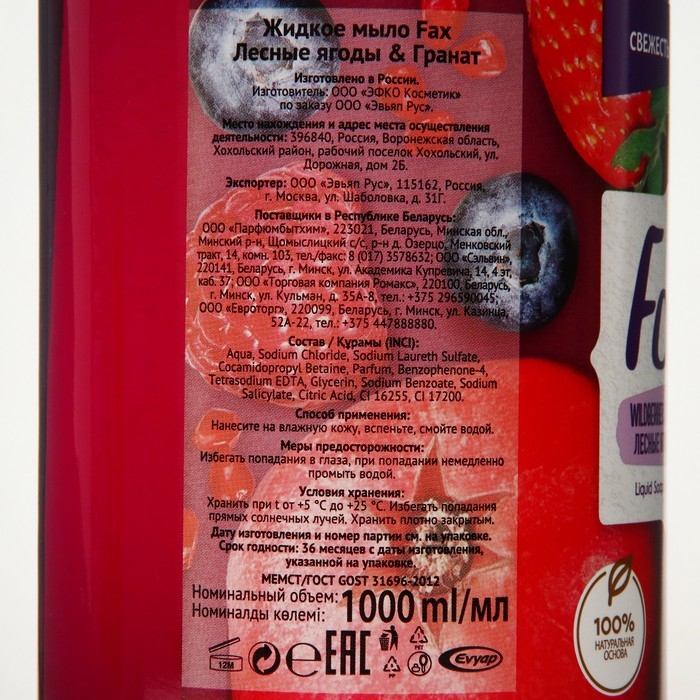 Жидкое мыло Fax
Лесные ягоды & Гранат
Изготовлено в России.
Изготовитель: ООО «ЭФКО Косметик»
по заказу ООО «Эвьяп Рус».
Место нахождения и адрес места осуществления
деятельности: 396840, Россия, Воронежская область,
Хохольский район, рабочий поселок Хохольский, ул.
Дорожная, дом 2Б.
Экспортер: ООО «Эвьяп Рус», 115162, Россия,
г. Москва, ул. Шаболовка, д. 31Г.
Поставщики в Республике Беларусь:
ООО «Парфюмбытхим», 223021, Беларусь, Минская обл.,
Минский р-н, Щомыслицкий с/с, р-н д. Озерцо, Менковский
тракт, 14, комн. 103, тел./факс: 8 (017) 3578632; ООО «Сэльвин»,
220141, Беларусь, г. Минск, ул. Академика Купревича, 14, 4 эт,
каб. 37; ООО «Торговая компания Ромакс», 220100, Беларусь,
г. Минск, ул. Кульман, д. 35А-8, тел.: +375 296590045;
ООО «Евроторг», 220099, Беларусь, г. Минск, ул. Казинца,
52А-22, тел.: +375 447888880.
Состав / Құрамы (INCI):
Aqua, Sodium Chloride, Sodium Laureth Sulfate,
Cocamidopropyl Betaine, Parfum, Benzophenone-4,
Tetrasodium EDTA, Glycerin, Sodium Benzoate, Sodium
Salicylate, Citric Acid, CI 16255, CI 17200.
Способ применения:
Нанесите на влажную кожу, вспеньте, смойте водой.
Меры предосторожности:
Избегать попадания в глаза, при попадании немедленно
промыть водой.
Условия хранения:
Хранить при t от +5 °C до +25 °C. Избегать попадания
прямых солнечных лучей. Хранить плотно закрытым.
Дату изготовления и номер партии см. на упаковке.
Срок годности: 36 месяцев с даты изготовления,
указанной на упаковке.
МЕМСТ/ГОСТ GOST 31696-2012
Номинальный объем:
Номиналды көлемі: 1000 ml/мл
12M ℮ EAC PP PET Evyap
Liquid Soap
100%
НАТУРАЛЬНАЯ
ОСНОВА